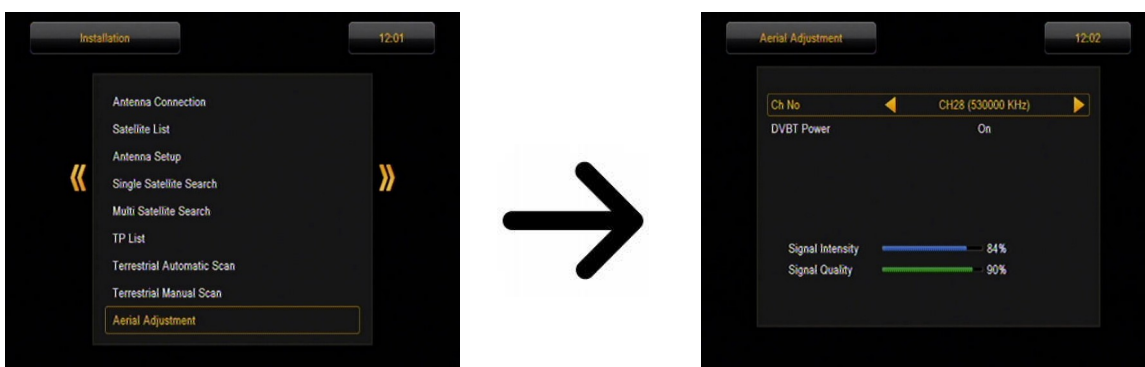 Installation
12:01
Antenna Connection
Satellite List
Antenna Setup
Single Satellite Search
Multi Satellite Search
TP List
Terrestrial Automatic Scan
Terrestrial Manual Scan
Aerial Adjustment
Aerial Adjustment
12:02
Ch No CH28 (530000 KHz)
DVBT Power On
Signal Intensity 84%
Signal Quality 90%